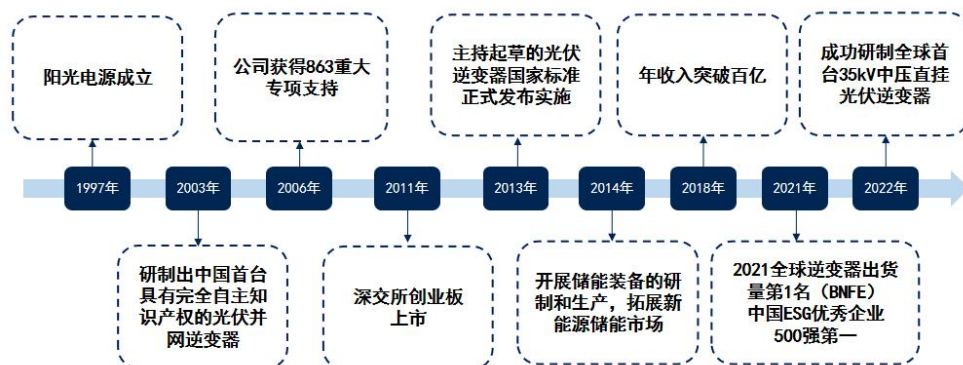 阳光电源成立
公司获得863重大
专项支持
主持起草的光伏
逆变器国家标准
正式发布实施
年收入突破百亿
成功研制全球首
台35kV中压直挂
光伏逆变器
1997年
2003年
2006年
2011年
2013年
2014年
2018年
2021年
2022年
研制出中国首台
具有完全自主知
识产权的光伏并
网逆变器
深交所创业板
上市
开展储能装备的研
制和生产，拓展新
能源储能市场
2021全球逆变器出货
量第1名（BNFE）
中国ESG优秀企业
500强第一